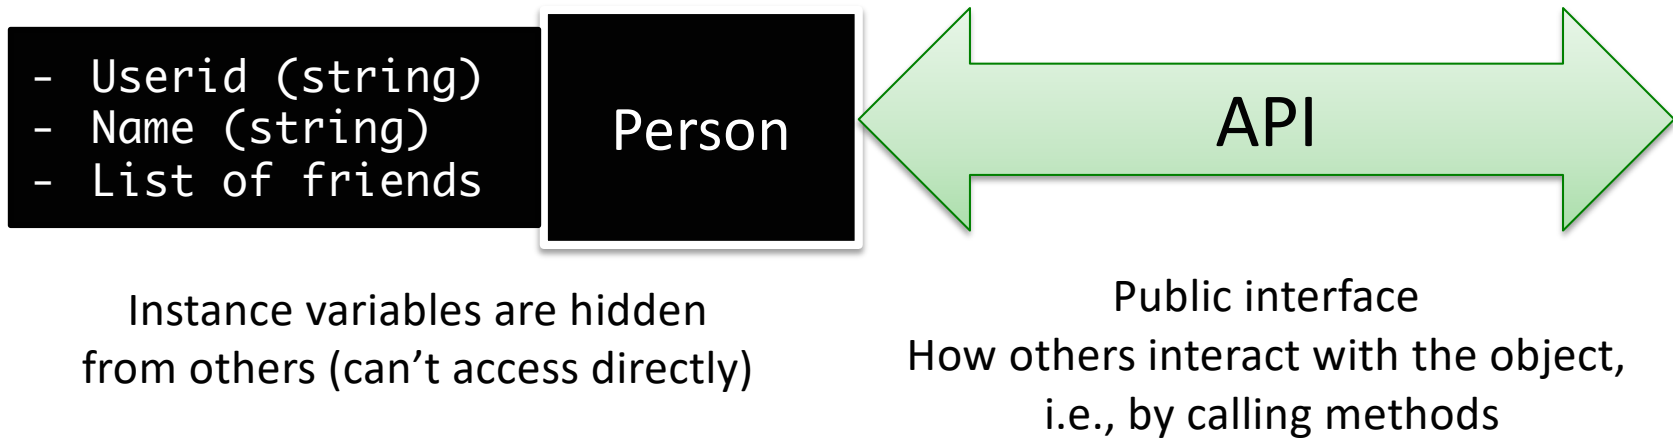 - Userid (string)
- Name (string)
- List of friends
Person
API
Instance variables are hidden
from others (can’t access directly)
Public interface
How others interact with the object,
i.e., by calling methods